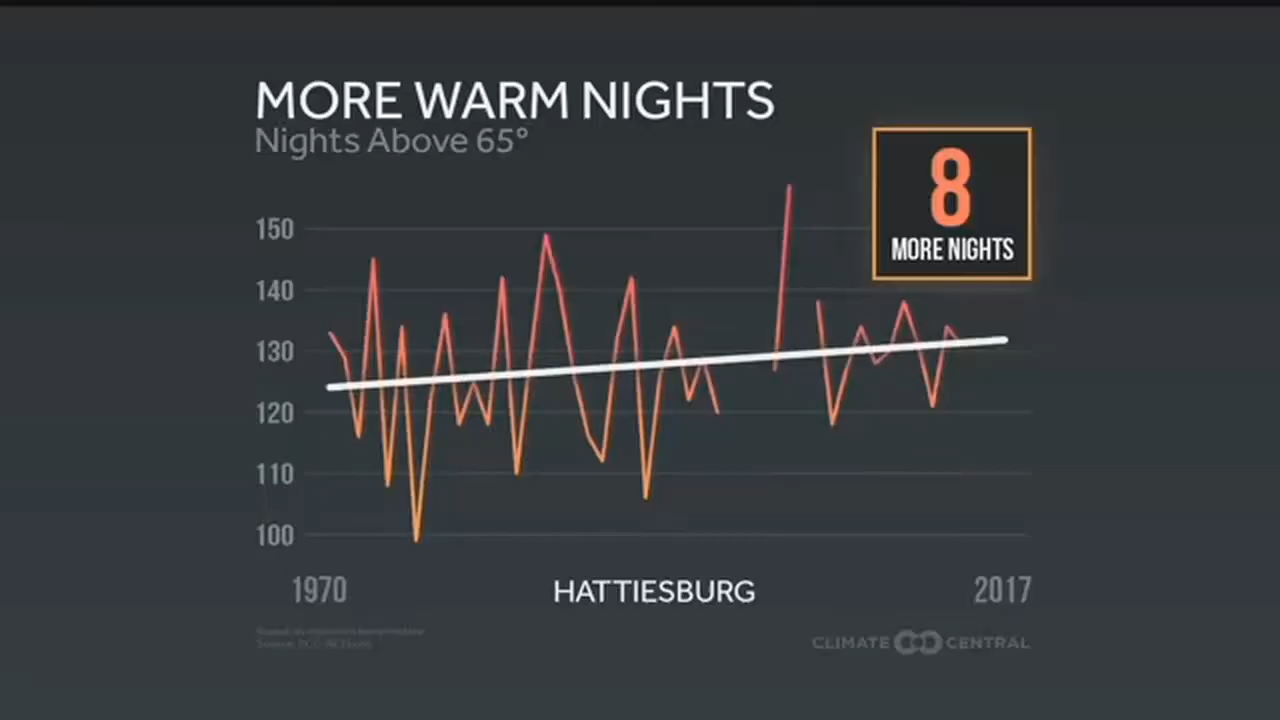 MORE WARM NIGHTS
Nights Above 65°
8
MORE NIGHTS
150
140
130
120
110
100
1970
HATTIESBURG
2017
CLIMATE CENTRAL